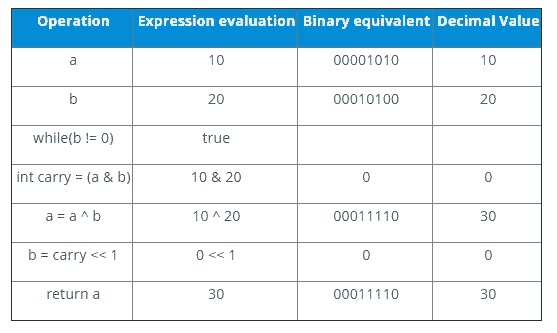 Operation Expression evaluation Binary equivalent Decimal Value
a 10 00001010 10
b 20 00010100 20
while(b != 0) true
int carry = (a & b) 10 & 20 0 0
a = a ^ b 10 ^ 20 00011110 30
b = carry << 1 0 << 1 0 0
return a 30 00011110 30